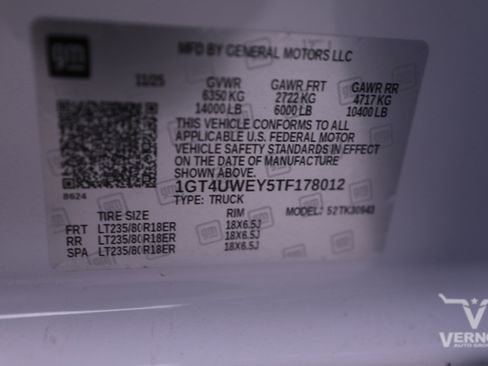 gm
MFD BY GENERAL MOTORS LLC
11/25 GVWR GAWR FRT GAWR RR
6350 KG 2722 KG 4717 KG
14000 LB 6000 LB 10400 LB
THIS VEHICLE CONFORMS TO ALL
APPLICABLE U.S. FEDERAL MOTOR
VEHICLE SAFETY STANDARDS IN EFFECT
ON THE DATE OF MANUFACTURE
SHOWN ABOVE.
8624 1GT4UWEY5TF178012
TYPE: TRUCK MODEL:
TIRE SIZE RIM
FRT LT235/80R18ER 18X6.5J
RR LT235/80R18ER 18X6.5J
SPA LT235/80R18ER 18X6.5J
AUTO